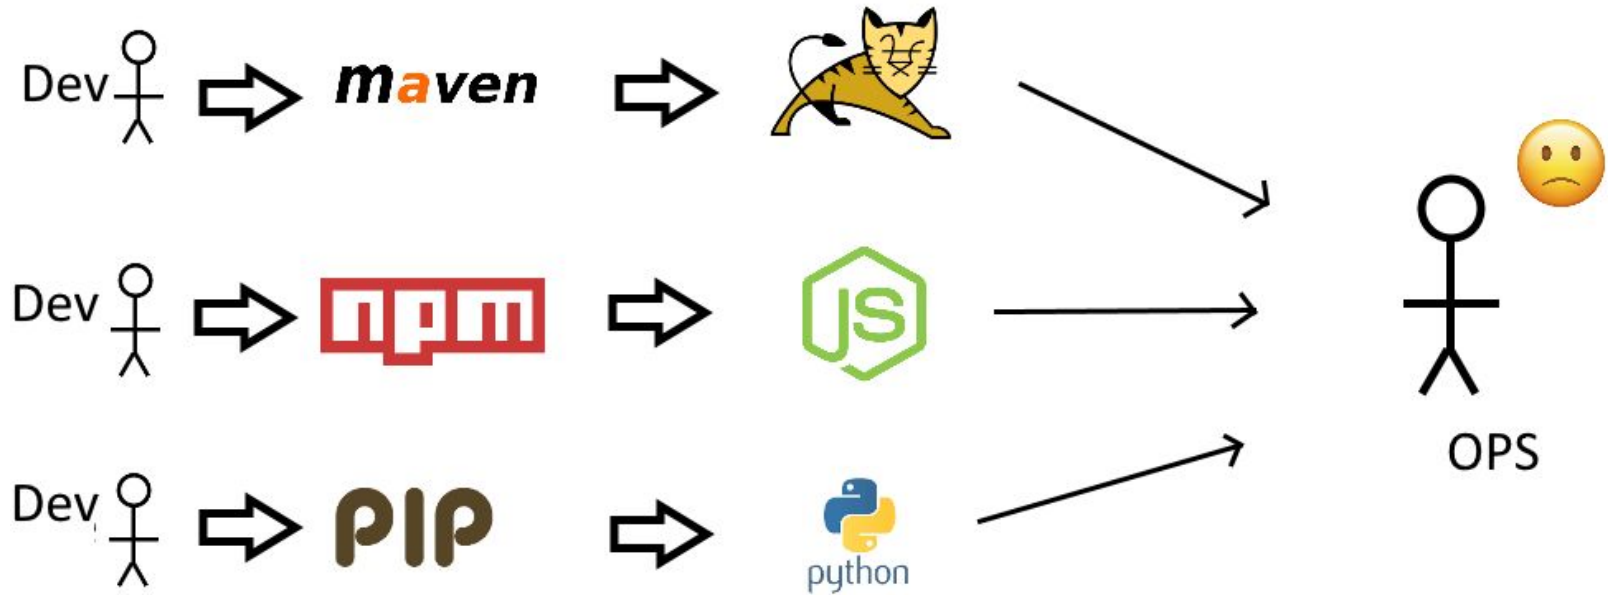 Dev
maven
Dev
npm
JS
Dev
PIP
python
OPS